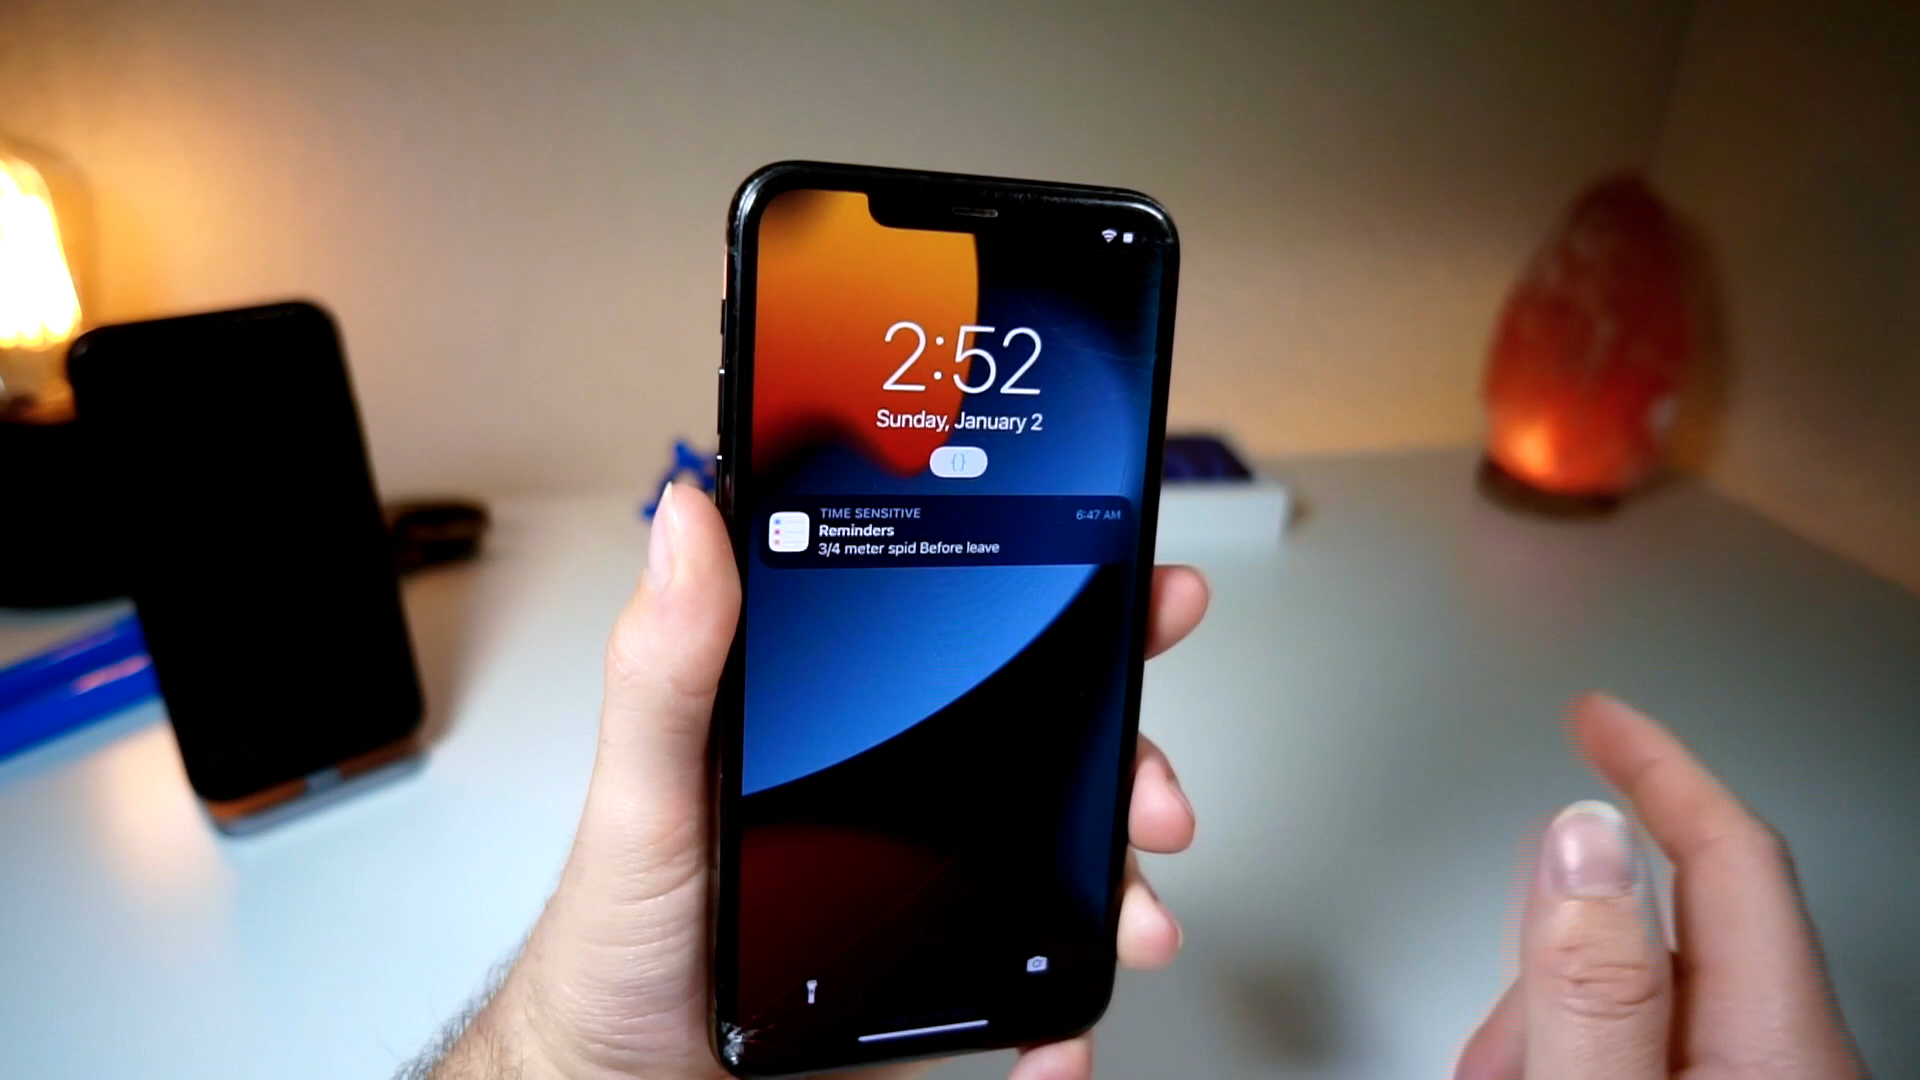 2:52
Sunday, January 2
{}
TIME SENSITIVE
6:47 AM
Reminders
3/4 meter spid Before leave